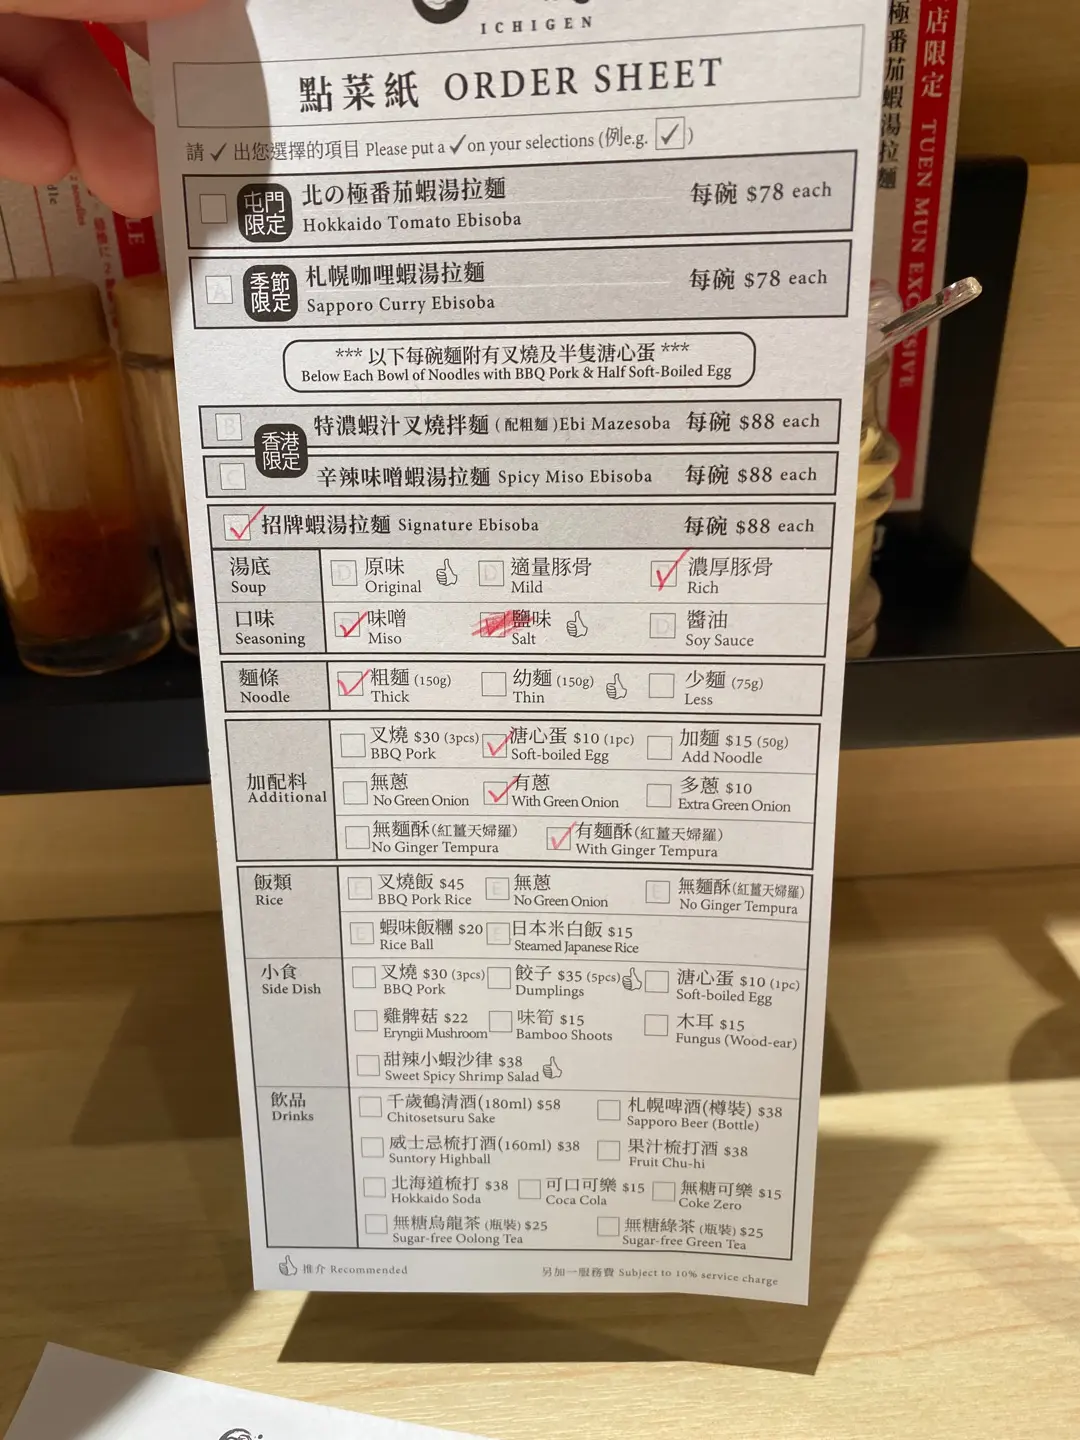 ICHIGEN
點菜紙 ORDER SHEET
請✓出您選擇的項目 Please put a ✓on your selections (例e.g. ✓)
屯門限定 北の極番茄蝦湯拉麵 每碗 $78 each
Hokkaido Tomato Ebisoba
A 季節限定 札幌咖哩蝦湯拉麵 每碗 $78 each
Sapporo Curry Ebisoba
*** 以下每碗麵附有叉燒及半隻溏心蛋 ***
Below Each Bowl of Noodles with BBQ Pork & Half Soft-Boiled Egg
香港限定
B 特濃蝦汁叉燒拌麵 (配粗麵)Ebi Mazesoba 每碗 $88 each
C 辛辣味噌蝦湯拉麵 Spicy Miso Ebisoba 每碗 $88 each
招牌蝦湯拉麵 Signature Ebisoba 每碗 $88 each
湯底 D 原味 D 適量豚骨 濃厚豚骨
Soup Original Mild Rich
口味 味噌 鹽味 D 醬油
Seasoning Miso Salt Soy Sauce
麵條 粗麵 (150g) 幼麵 (150g) 少麵 (75g)
Noodle Thick Thin Less
加配料
Additional
叉燒 $30 (3pcs) 溏心蛋 $10 (1pc) 加麵 $15 (50g)
BBQ Pork Soft-boiled Egg Add Noodle
無蔥 有蔥 多蔥 $10
No Green Onion With Green Onion Extra Green Onion
無麵酥(紅薑天婦羅) 有麵酥(紅薑天婦羅)
No Ginger Tempura With Ginger Tempura
飯類 叉燒飯 $45 無蔥 無麵酥(紅薑天婦羅)
Rice BBQ Pork Rice No Green Onion No Ginger Tempura
蝦味飯糰 $20 日本米白飯 $15
Rice Ball Steamed Japanese Rice
小食 叉燒 $30 (3pcs) 餃子 $35 (5pcs) 溏心蛋 $10 (1pc)
Side Dish BBQ Pork Dumplings Soft-boiled Egg
雞髀菇 $22 味筍 $15 木耳 $15
Eryngii Mushroom Bamboo Shoots Fungus (Wood-ear)
甜辣小蝦沙律 $38
Sweet Spicy Shrimp Salad
飲品 千歲鶴清酒(180ml) $58 札幌啤酒(樽裝) $38
Drinks Chitosetsuru Sake Sapporo Beer (Bottle)
威士忌梳打酒(160ml) $38 果汁梳打酒 $38
Suntory Highball Fruit Chu-hi
北海道梳打 $38 可口可樂 $15 無糖可樂 $15
Hokkaido Soda Coca Cola Coke Zero
無糖烏龍茶 (瓶裝) $25 無糖綠茶 (瓶裝) $25
Sugar-free Oolong Tea Sugar-free Green Tea
推介 Recommended 另加一服務費 Subject to 10% service charge
店限定 TUEN MUN EXCLUSIVE
極番茄蝦湯拉麵